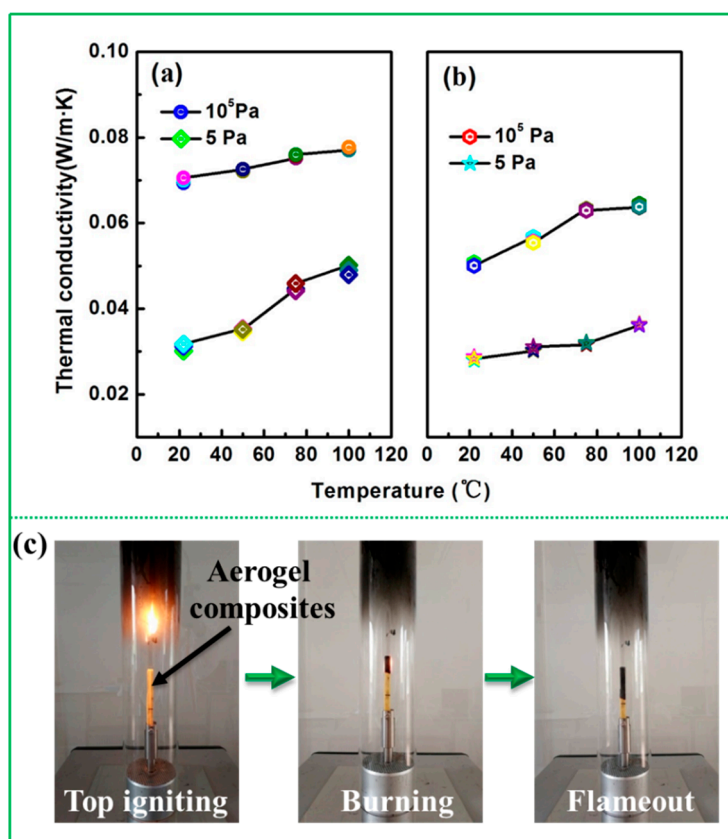 (a)
10⁵Pa
5 Pa
(b)
10⁵ Pa
5 Pa
0.10
0.08
0.06
0.04
0.02
Thermal conductivity(W/m·K)
0 20 40 60 80 100 120
0 20 40 60 80 100 120
Temperature (℃)
(c)
Aerogel
composites
Top igniting
Burning
Flameout